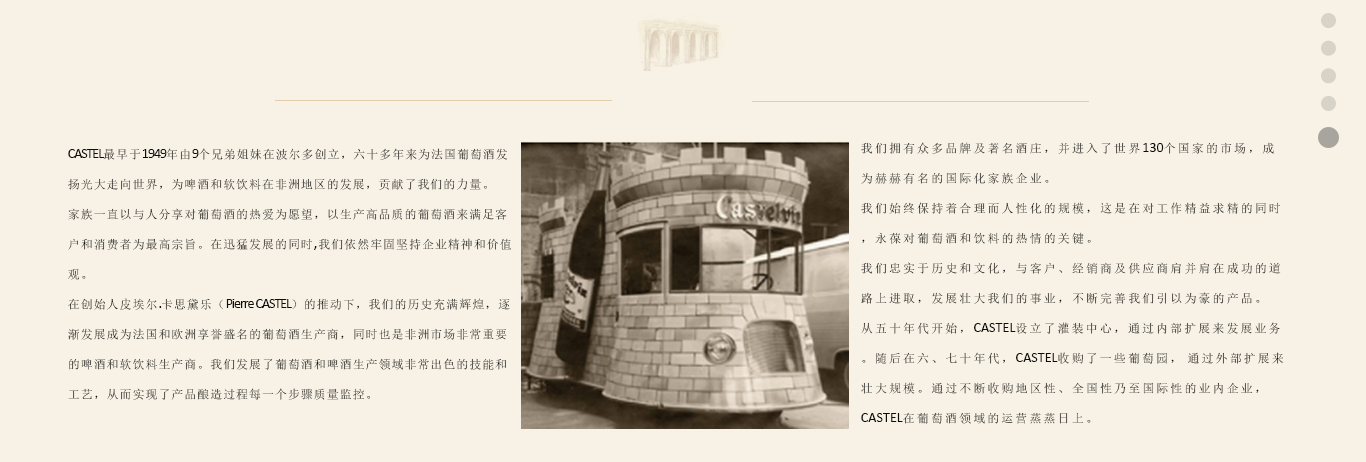 CASTEL最早于1949年由9个兄弟姐妹在波尔多创立，六十多年来为法国葡萄酒发
扬光大走向世界，为啤酒和软饮料在非洲地区的发展，贡献了我们的力量。
家族一直以与人分享对葡萄酒的热爱为愿望，以生产高品质的葡萄酒来满足客
户和消费者为最高宗旨。在迅猛发展的同时,我们依然牢固坚持企业精神和价值
观。
在创始人皮埃尔.卡思黛乐（Pierre CASTEL）的推动下，我们的历史充满辉煌，逐
渐发展成为法国和欧洲享誉盛名的葡萄酒生产商，同时也是非洲市场非常重要
的啤酒和软饮料生产商。我们发展了葡萄酒和啤酒生产领域非常出色的技能和
工艺，从而实现了产品酿造过程每一个步骤质量监控。
Castelvin
我们拥有众多品牌及著名酒庄，并进入了世界130个国家的市场，成
为赫赫有名的国际化家族企业。
我们始终保持着合理而人性化的规模，这是在对工作精益求精的同时
，永葆对葡萄酒和饮料的热情的关键。
我们忠实于历史和文化，与客户、经销商及供应商肩并肩在成功的道
路上进取，发展壮大我们的事业，不断完善我们引以为豪的产品。
从五十年代开始，CASTEL设立了灌装中心，通过内部扩展来发展业务
。随后在六、七十年代，CASTEL收购了一些葡萄园， 通过外部扩展来
壮大规模。通过不断收购地区性、全国性乃至国际性的业内企业，
CASTEL在葡萄酒领域的运营蒸蒸日上。